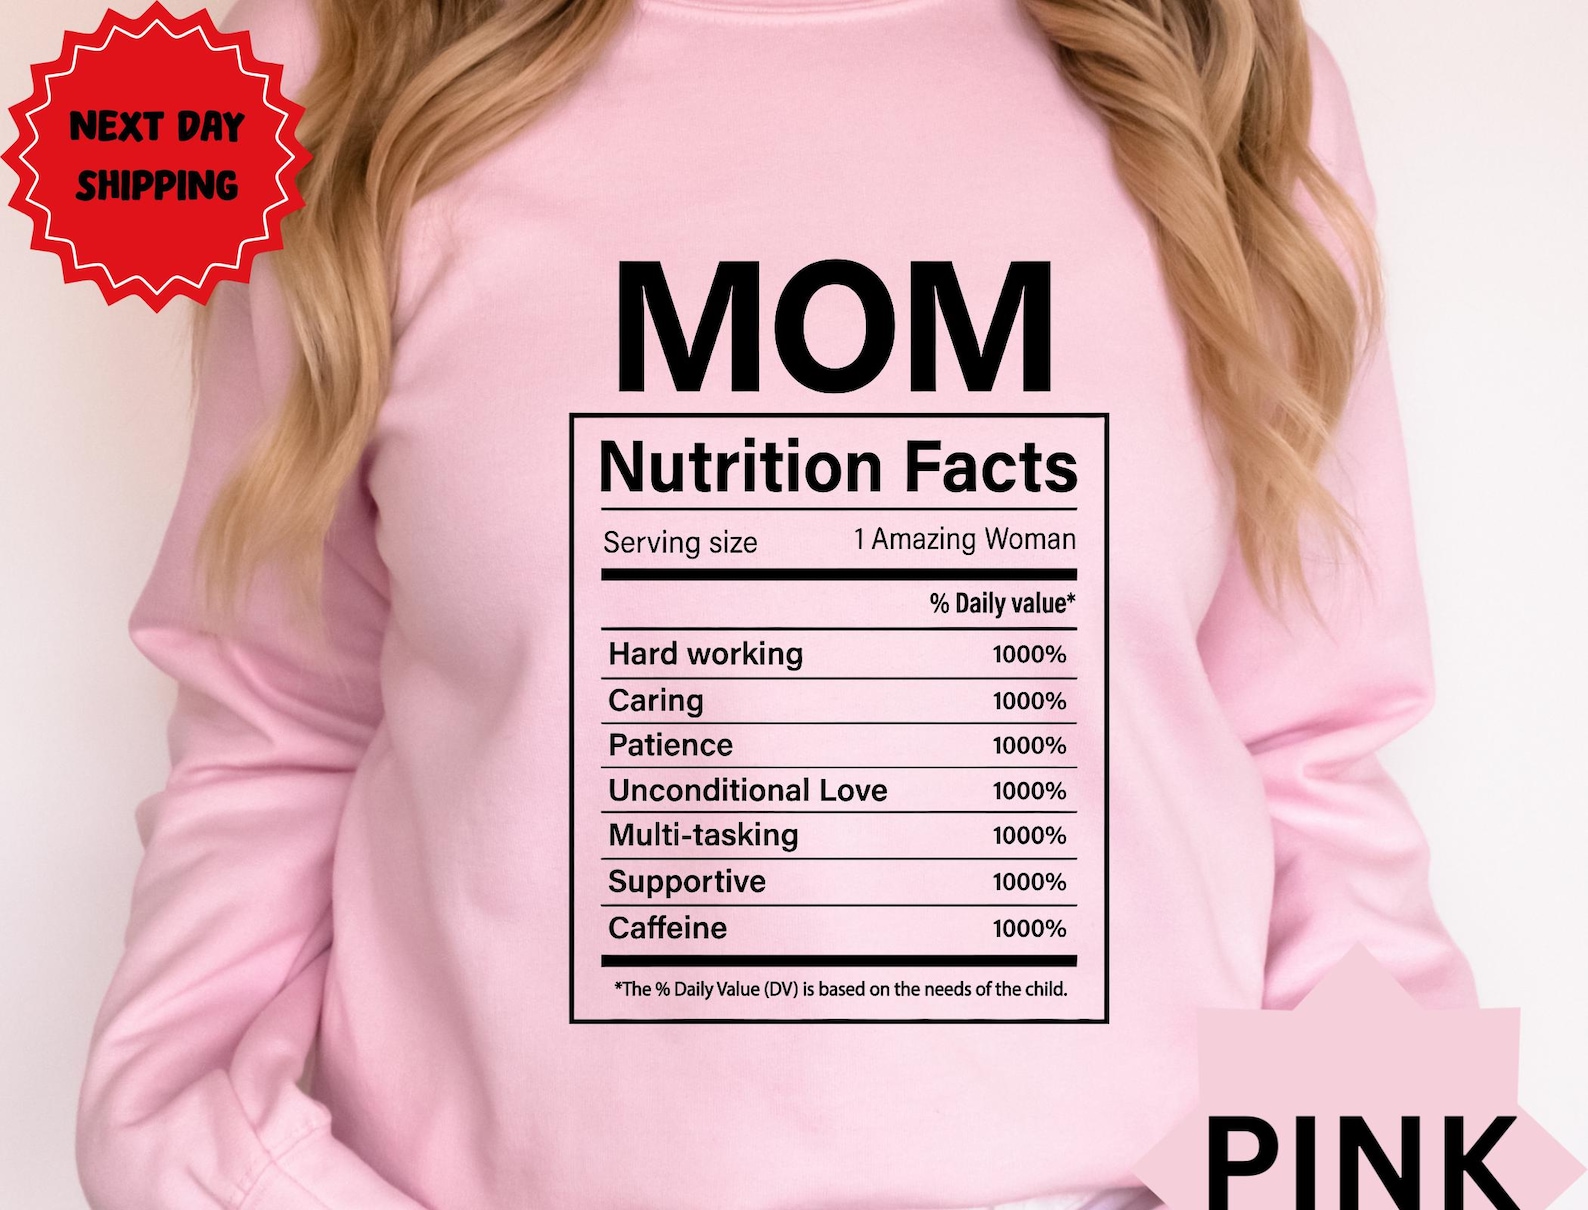 NEXT DAY
SHIPPING
MOM
Nutrition Facts
Serving size 1 Amazing Woman
% Daily value*
Hard working 1000%
Caring 1000%
Patience 1000%
Unconditional Love 1000%
Multi-tasking 1000%
Supportive 1000%
Caffeine 1000%
*The % Daily Value (DV) is based on the needs of the child.
PINK